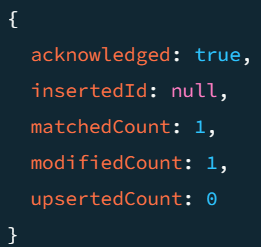 {
  acknowledged: true,
  insertedId: null,
  matchedCount: 1,
  modifiedCount: 1,
  upsertedCount: 0
}